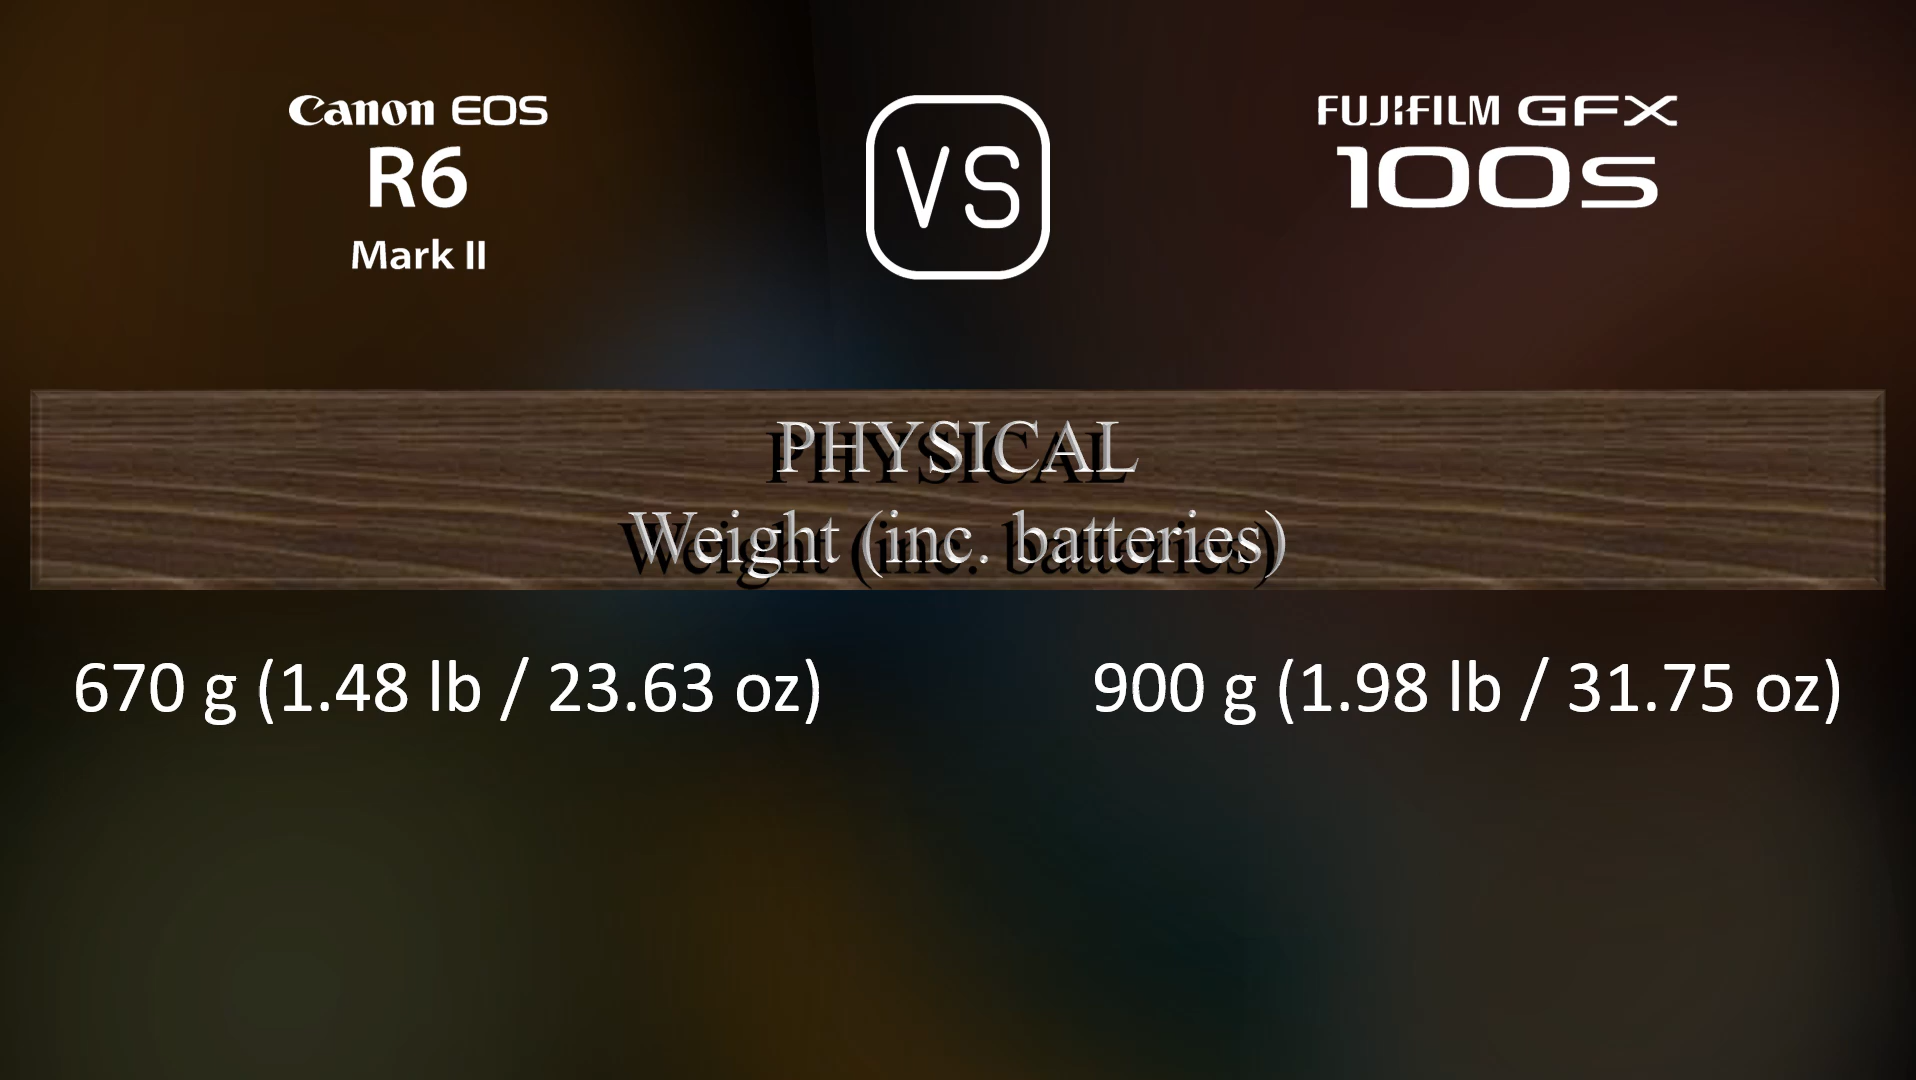 Canon EOS
R6
Mark II
VS
FUJIFILM GFX
100S
PHYSICAL
Weight (inc. batteries)
670 g (1.48 lb / 23.63 oz)
900 g (1.98 lb / 31.75 oz)